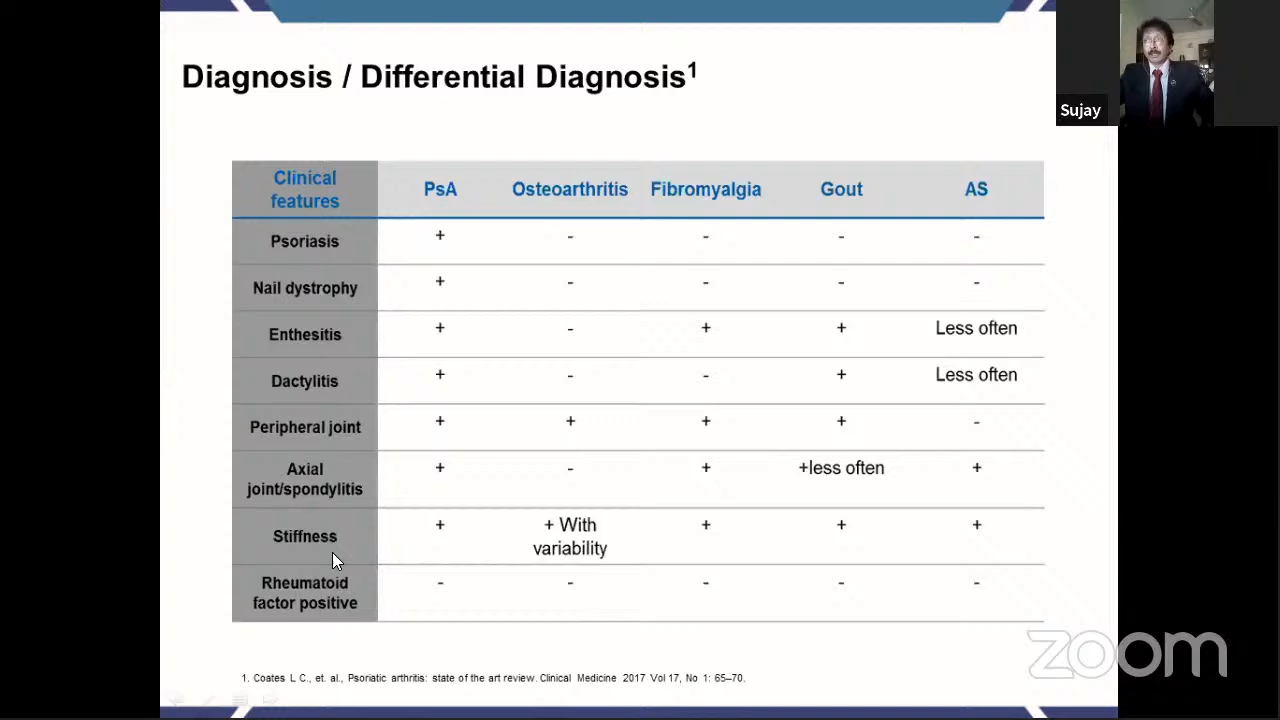 Diagnosis / Differential Diagnosis1
Sujay
Clinical
features
PsA
Osteoarthritis
Fibromyalgia
Gout
AS
Psoriasis
+
-
-
-
-
Nail dystrophy
+
-
-
-
-
Enthesitis
+
-
+
+
Less often
Dactylitis
+
-
-
+
Less often
Peripheral joint
+
+
+
+
-
Axial
joint/spondylitis
+
-
+
+less often
+
Stiffness
+
+ With
variability
+
+
+
Rheumatoid
factor positive
-
-
-
-
-
1. Coates L C., et. al., Psoriatic arthritis: state of the art review. Clinical Medicine 2017 Vol 17, No 1: 65–70.
zoom